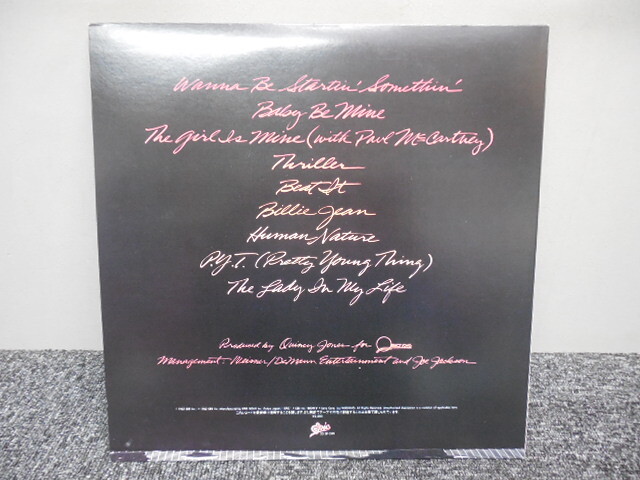 Wanna Be Startin' Somethin'
Baby Be Mine
The Girl Is Mine (with Paul McCartney)
Thriller
Beat It
Billie Jean
Human Nature
P.Y.T. (Pretty Young Thing)
The Lady In My Life
Produced by Quincy Jones for
Management: Weisner/DeMann Entertainment and Joe Jackson
Epic